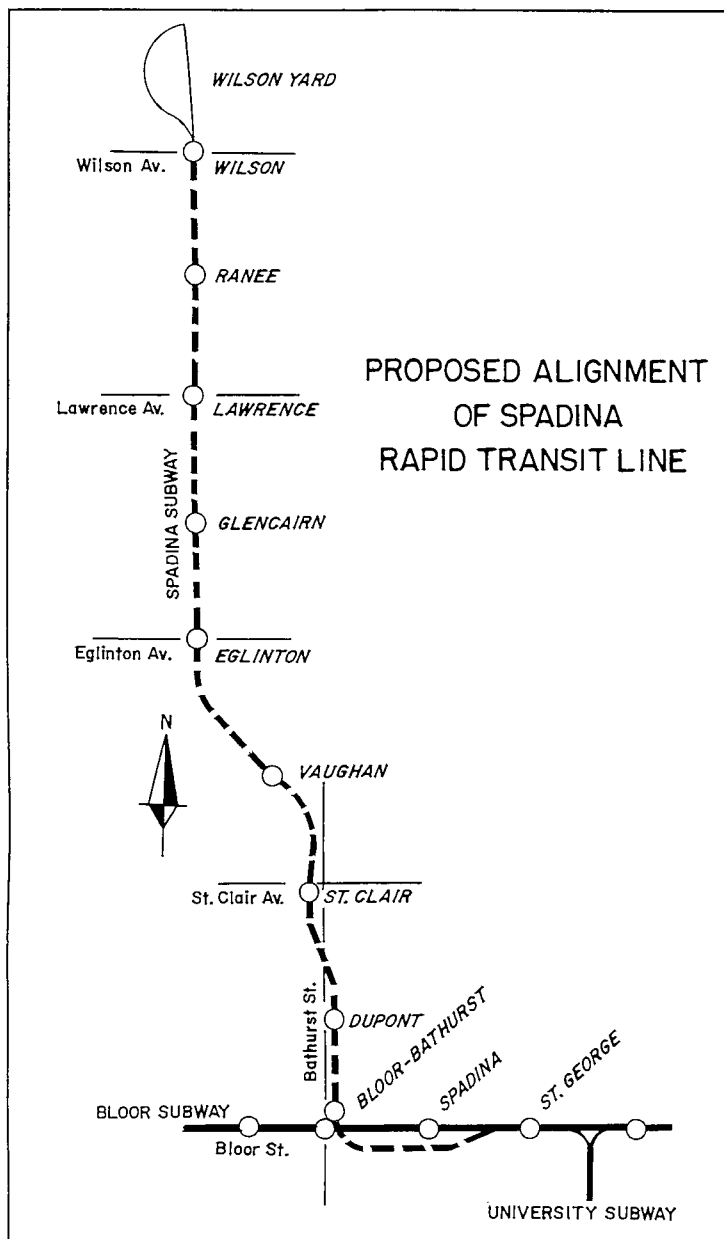 WILSON YARD
Wilson Av.
WILSON
RANEE
PROPOSED ALIGNMENT
OF SPADINA
RAPID TRANSIT LINE
Lawrence Av.
LAWRENCE
SPADINA SUBWAY
GLENCAIRN
Eglinton Av.
EGLINTON
N
VAUGHAN
St. Clair Av.
ST. CLAIR
Bathurst St.
DUPONT
BLOOR-BATHURST
SPADINA
ST. GEORGE
BLOOR SUBWAY
Bloor St.
UNIVERSITY SUBWAY